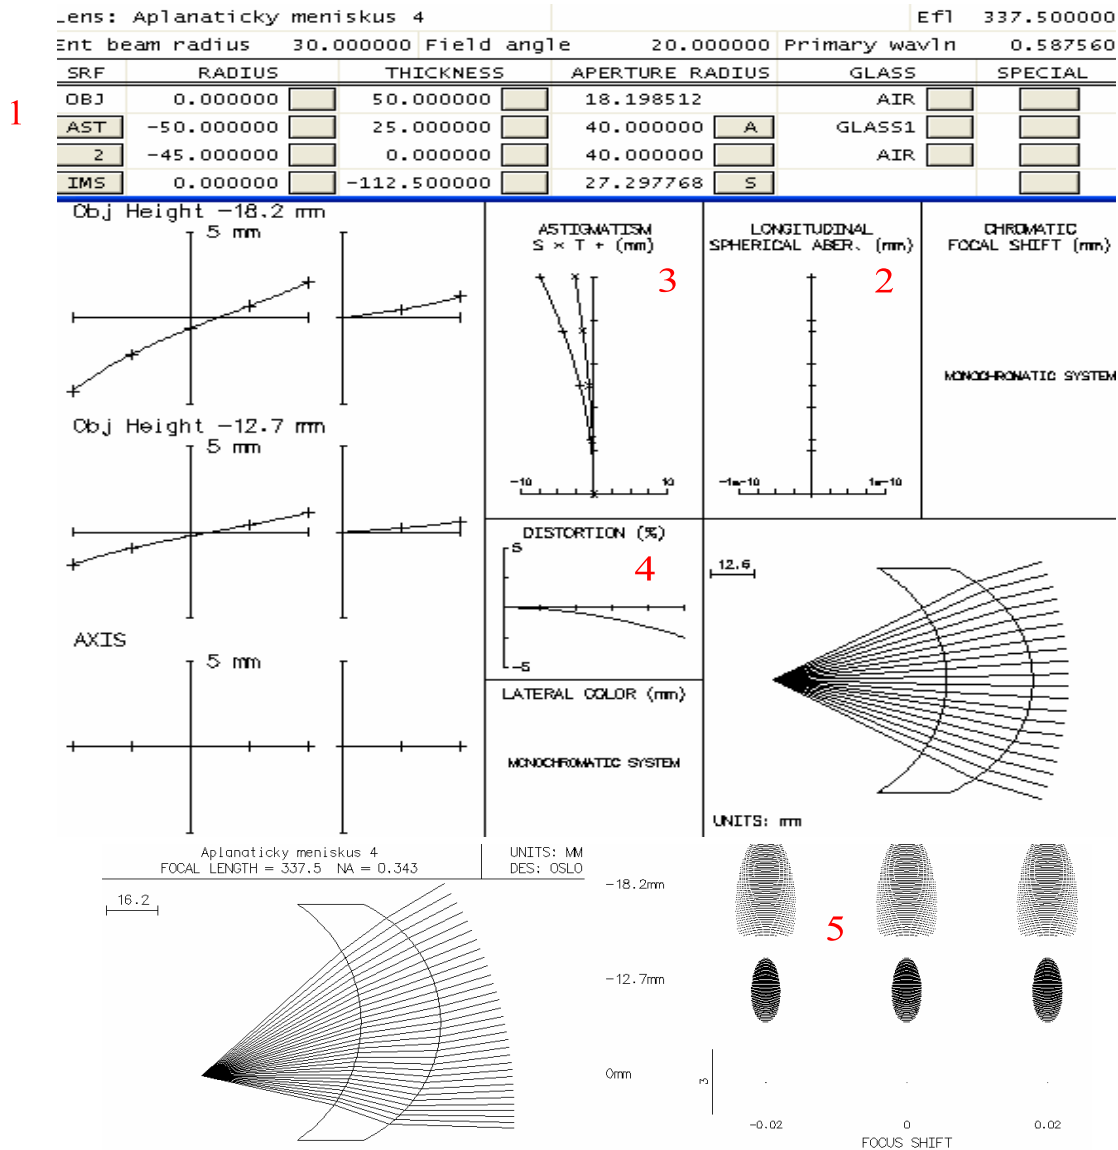 Lens: Aplanaticky meniskus 4 Efl 337.500000
Ent beam radius 30.000000 Field angle 20.000000 Primary wavln 0.587560
SRF RADIUS THICKNESS APERTURE RADIUS GLASS SPECIAL
OBJ 0.000000 50.000000 18.198512 AIR
1
AST -50.000000 25.000000 40.000000 A GLASS1
2 -45.000000 0.000000 40.000000 AIR
IMS 0.000000 -112.500000 27.297768 S
Obj Height -18.2 mm
5 mm
ASTIGMATISM
S × T + (mm)
3
-10 10
LONGITUDINAL
SPHERICAL ABER. (mm)
2
-1e-10 1e-10
CHROMATIC
FOCAL SHIFT (mm)
MONOCHROMATIC SYSTEM
Obj Height -12.7 mm
5 mm
DISTORTION (%)
5
4
-5
12.6
AXIS
5 mm
LATERAL COLOR (mm)
MONOCHROMATIC SYSTEM
UNITS: mm
Aplanaticky meniskus 4
FOCAL LENGTH = 337.5 NA = 0.343
UNITS: MM
DES: OSLO
16.2
-18.2mm
5
-12.7mm
0mm
3
-0.02 0 0.02
FOCUS SHIFT